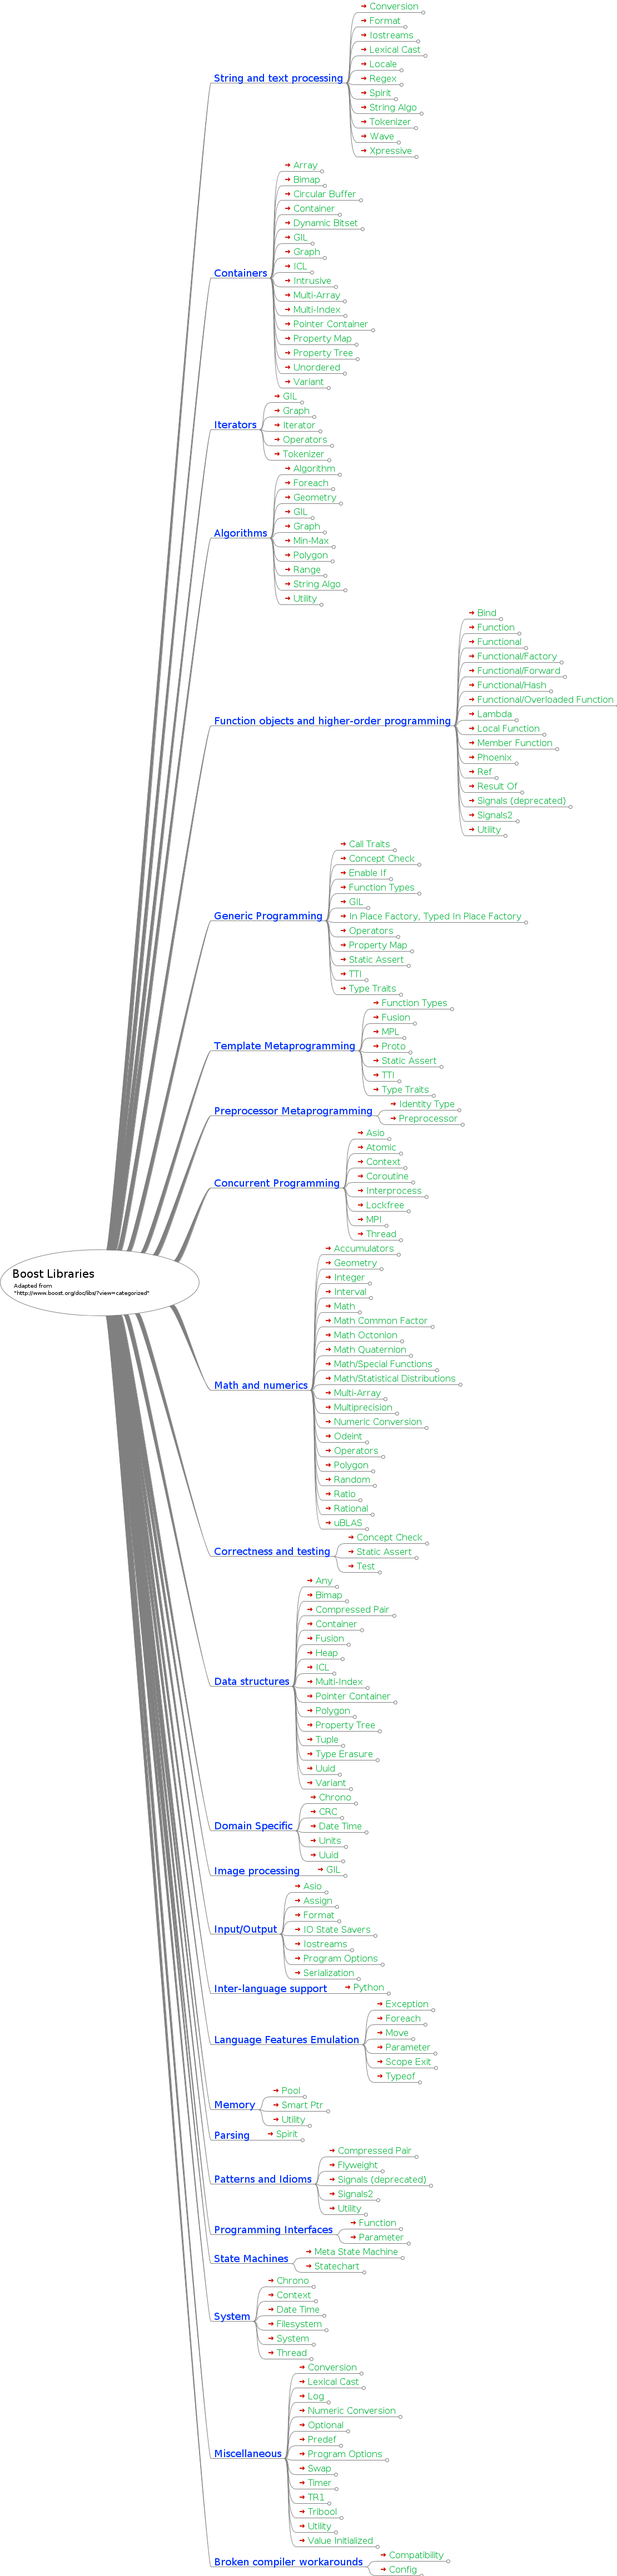 Boost Libraries
Adapted from
"http://www.boost.org/doc/libs/?view=categorized"
String and text processing
Conversion
Format
Iostreams
Lexical Cast
Locale
Regex
Spirit
String Algo
Tokenizer
Wave
Xpressive
Containers
Array
Bimap
Circular Buffer
Container
Dynamic Bitset
GIL
Graph
ICL
Intrusive
Multi-Array
Multi-Index
Pointer Container
Property Map
Property Tree
Unordered
Variant
Iterators
GIL
Graph
Iterator
Operators
Tokenizer
Algorithms
Algorithm
Foreach
Geometry
GIL
Graph
Min-Max
Polygon
Range
String Algo
Utility
Function objects and higher-order programming
Bind
Function
Functional
Functional/Factory
Functional/Forward
Functional/Hash
Functional/Overloaded Function
Lambda
Local Function
Member Function
Phoenix
Ref
Result Of
Signals (deprecated)
Signals2
Utility
Generic Programming
Call Traits
Concept Check
Enable If
Function Types
GIL
In Place Factory, Typed In Place Factory
Operators
Property Map
Static Assert
TTI
Type Traits
Template Metaprogramming
Function Types
Fusion
MPL
Proto
Static Assert
TTI
Type Traits
Preprocessor Metaprogramming
Identity Type
Preprocessor
Concurrent Programming
Asio
Atomic
Context
Coroutine
Interprocess
Lockfree
MPI
Thread
Math and numerics
Accumulators
Geometry
Integer
Interval
Math
Math Common Factor
Math Octonion
Math Quaternion
Math/Special Functions
Math/Statistical Distributions
Multi-Array
Multiprecision
Numeric Conversion
Odeint
Operators
Polygon
Random
Ratio
Rational
uBLAS
Correctness and testing
Concept Check
Static Assert
Test
Data structures
Any
Bimap
Compressed Pair
Container
Fusion
Heap
ICL
Multi-Index
Pointer Container
Polygon
Property Tree
Tuple
Type Erasure
Uuid
Variant
Domain Specific
Chrono
CRC
Date Time
Units
Uuid
Image processing
GIL
Input/Output
Asio
Assign
Format
IO State Savers
Iostreams
Program Options
Serialization
Inter-language support
Python
Language Features Emulation
Exception
Foreach
Move
Parameter
Scope Exit
Typeof
Memory
Pool
Smart Ptr
Utility
Parsing
Spirit
Patterns and Idioms
Compressed Pair
Flyweight
Signals (deprecated)
Signals2
Utility
Programming Interfaces
Function
Parameter
State Machines
Meta State Machine
Statechart
System
Chrono
Context
Date Time
Filesystem
System
Thread
Miscellaneous
Conversion
Lexical Cast
Log
Numeric Conversion
Optional
Predef
Program Options
Swap
Timer
TR1
Tribool
Utility
Value Initialized
Broken compiler workarounds
Compatibility
Config